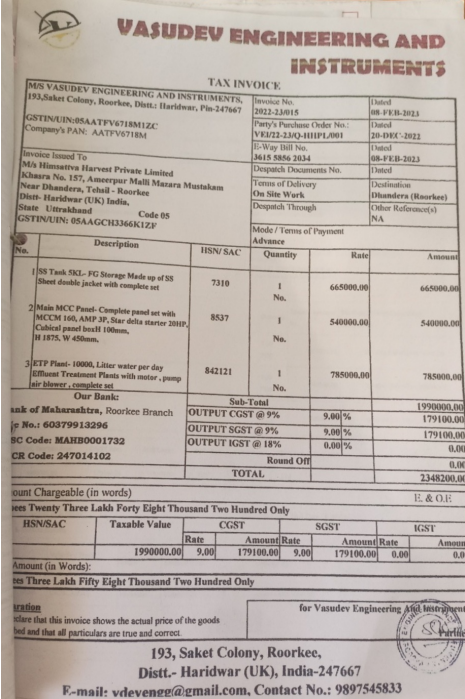 VASUDEV ENGINEERING AND
INSTRUMENTS
TAX INVOICE
M/S VASUDEV ENGINEERING AND INSTRUMENTS,
193,Saket Colony, Roorkee, Distt.: Haridwar, Pin-247667
GSTIN/UIN:05AATFV6718M1ZC
Company's PAN: AATFV6718M
Invoice No. Dated
2022-23/015 08-FEB-2023
Party's Purchase Order No.: Dated
VEI/22-23/Q-HHPL/001 20-DEC-2022
E-Way Bill No. Dated
3615 5856 2034 08-FEB-2023
Despatch Documents No. Dated
Terms of Delivery Destination
On Site Work Dhandera (Raorkee)
Despatch Through Other Reference(s)
NA
Mode / Terms of Payment
Advance
Invoice Issued To
M/s Himsattva Harvest Private Limited
Khasra No. 157, Ameerpur Malli Mazara Mustakam
Near Dhandera, Tehsil - Roorkee
Distt- Haridwar (UK) India,
State Uttrakhand Code 05
GSTIN/UIN: 05AAGCH3366K1ZF
No. Description HSN/ SAC Quantity Rate Amount
1 SS Tank 5KL- FG Storage Made up of SS 7310 1 665000.00 665000.00
Sheet double jacket with complete set No.
2 Main MCC Panel- Complete panel set with 8537 1 540000.00 540000.00
MCCM 160, AMP 3P, Star delta starter 20HP,
Cubical panel boxH 100mm, No.
H 1875, W 450mm,
3 ETP Plant- 10000, Litter water per day 842121 1 785000,00 785000,00
Effluent Treatment Plants with motor , pump
air blower , complete set No.
Our Bank: Sub-Total 1990000.00
ank of Maharashtra, Roorkee Branch OUTPUT CGST @ 9% 9.00 % 179100.00
No.: 60379913296 OUTPUT SGST @ 9% 9.00 % 179100.00
SC Code: MAHB0001732 OUTPUT IGST @ 18% 0.00 % 0.00
CR Code: 247014102 Round Off 0.00
TOTAL 2348200.00
ount Chargeable (in words) E. & O.E
ees Twenty Three Lakh Forty Eight Thousand Two Hundred Only
HSN/SAC Taxable Value CGST SGST IGST
Rate Amount Rate Amount Rate Amoun
1990000.00 9.00 179100.00 9.00 179100.00 0.00 0.0
Amount (in Words):
ees Three Lakh Fifty Eight Thousand Two Hundred Only
aration
clare that this invoice shows the actual price of the goods
bed and that all particulars are true and correct.
for Vasudev Engineering And Instrument
193, Saket Colony, Roorkee,
Distt.- Haridwar (UK), India-247667
E-mail: vdevengg@gmail.com, Contact No.: 9897545833